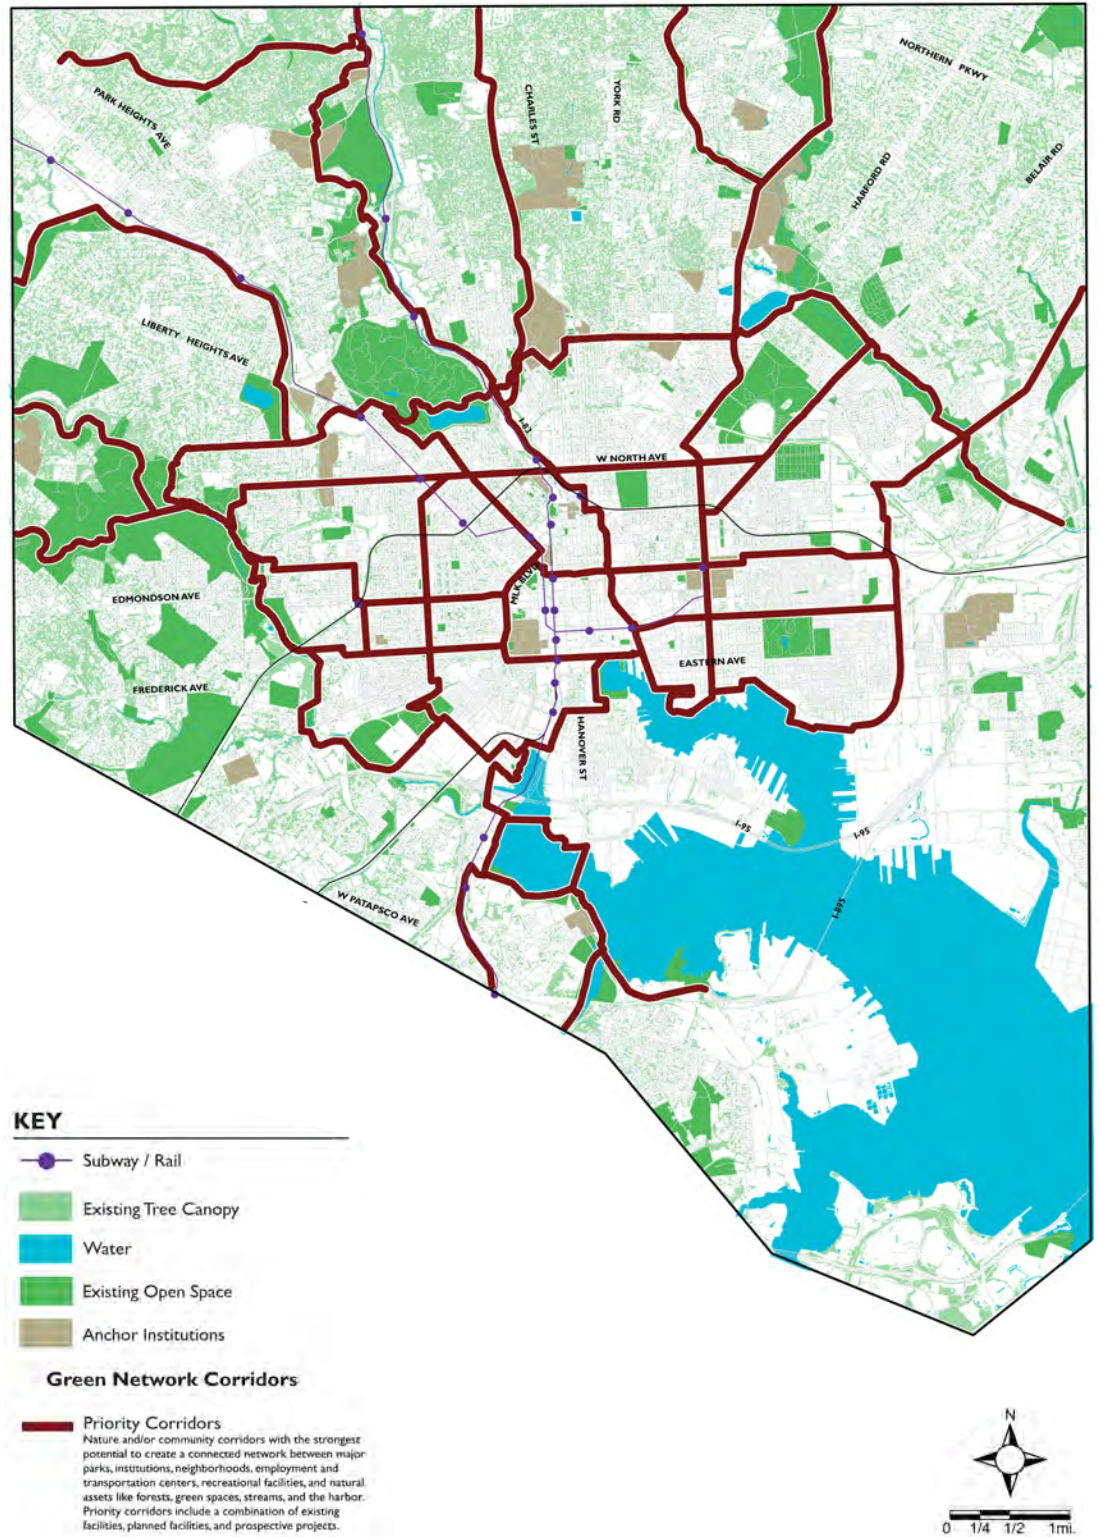 NORTHERN PKWY
PARK HEIGHTS AVE
CHARLES ST
YORK RD
HARFORD RD
BELAIR RD
LIBERTY HEIGHTS AVE
I-83
W NORTH AVE
MLK BLVD
EDMONDSON AVE
EASTERN AVE
FREDERICK AVE
HANOVER ST
I-95
I-95
W PATAPSCO AVE
I-895
KEY
Subway / Rail
Existing Tree Canopy
Water
Existing Open Space
Anchor Institutions
Green Network Corridors
Priority Corridors
Nature and/or community corridors with the strongest
potential to create a connected network between major
parks, institutions, neighborhoods, employment and
transportation centers, recreational facilities, and natural
assets like forests, green spaces, streams, and the harbor.
Priority corridors include a combination of existing
facilities, planned facilities, and prospective projects.
N
0 1/4 1/2 1mi.